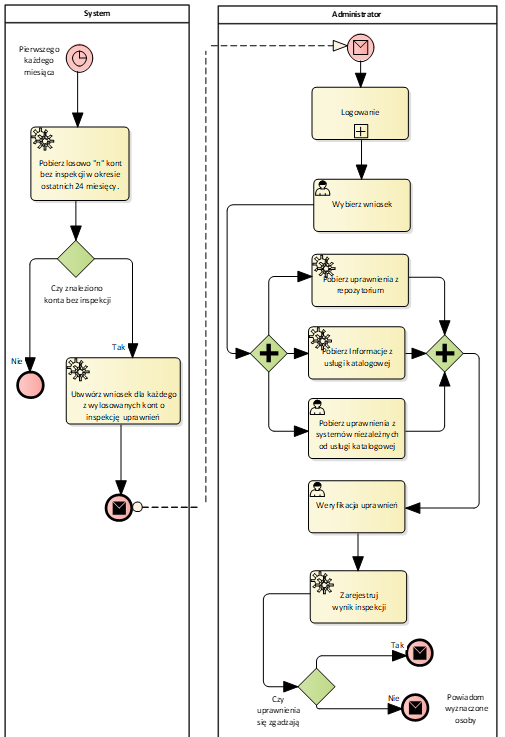 System
Pierwszego
każdego
miesiąca
Pobierz losowo "n" kont
bez inspekcji w okresie
ostatnich 24 miesięcy.
Czy znaleziono
konta bez inspekcji
Nie
Tak
Utwwórz wniosek dla każdego
z wylosowanych kont o
inspekcję uprawnień
Administrator
Logowanie
Wybierz wniosek
Pobierz uprawnienia z
repozytorium
Pobierz Informacje z
usługi katalogowej
Pobierz uprawnienia z
systemów niezależnych
od usługi katalogowej
Weryfikacja uprawnień
Zarejestruj
wynik inspekcji
Tak
Czy
uprawnienia
się zgadzają
Nie
Powiadom
wyznaczone
osoby